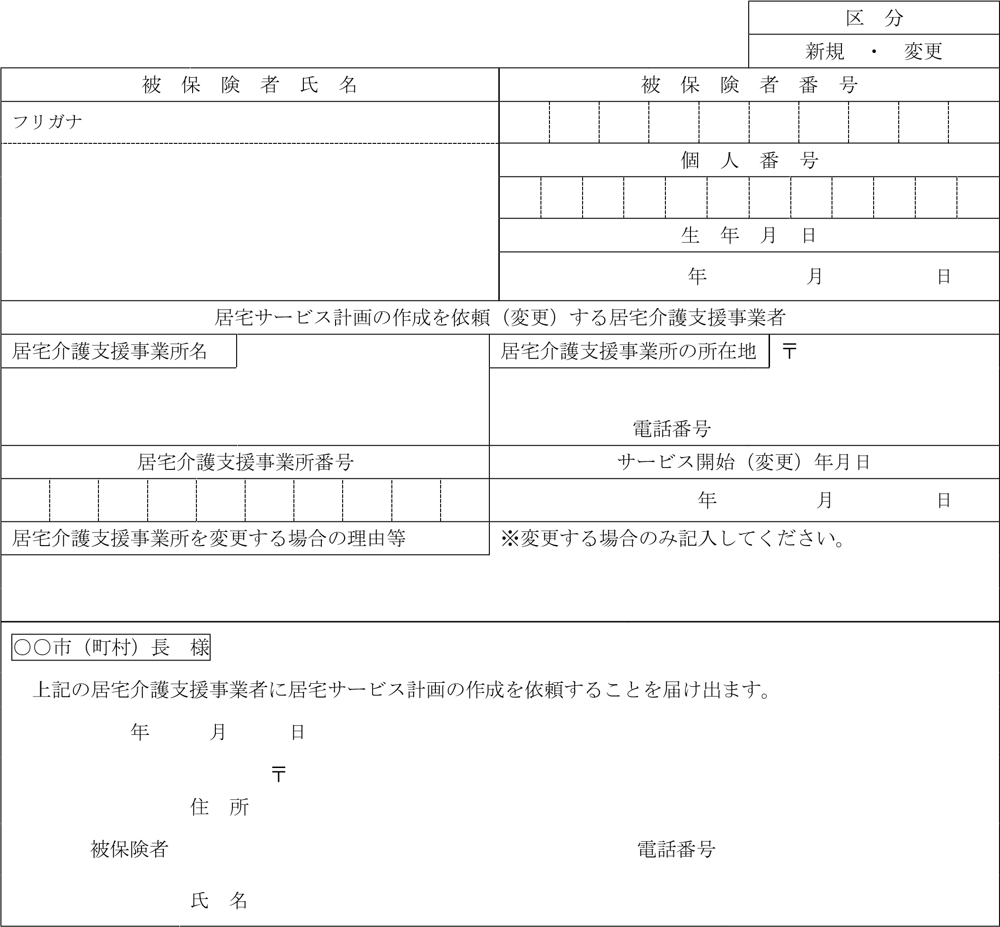 区　分
新規　・　変更
被　保　険　者　氏　名
被　保　険　者　番　号
フリガナ
個　人　番　号
生　年　月　日
年　月　日
居宅サービス計画の作成を依頼（変更）する居宅介護支援事業者
居宅介護支援事業所名
居宅介護支援事業所の所在地　〒
電話番号
居宅介護支援事業所番号
サービス開始（変更）年月日
年　月　日
居宅介護支援事業所を変更する場合の理由等
※変更する場合のみ記入してください。
〇〇市（町村）長　様
上記の居宅介護支援事業者に居宅サービス計画の作成を依頼することを届け出ます。
年　月　日
〒
住　所
被保険者
電話番号
氏　名